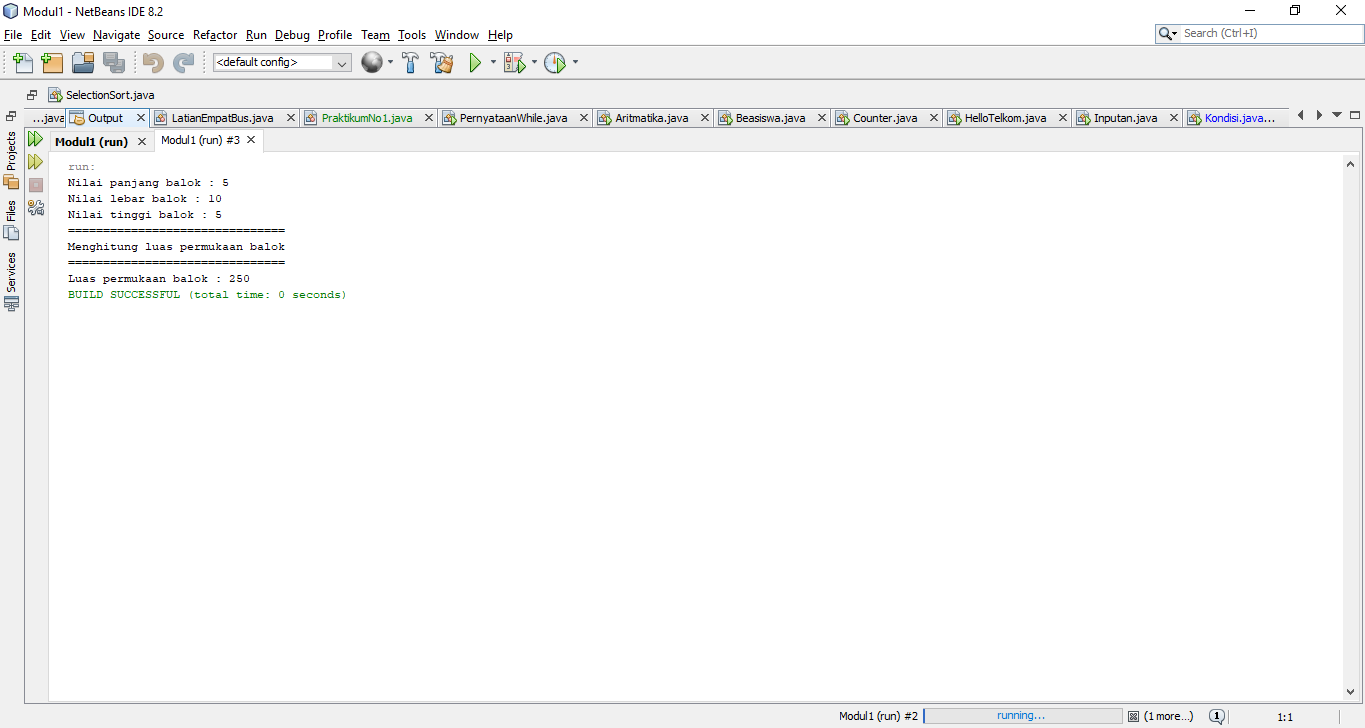 Modul1 - NetBeans IDE 8.2
File Edit View Navigate Source Refactor Run Debug Profile Team Tools Window Help
Search (Ctrl+I)
<default config>
SelectionSort.java
...java Output LatianEmpatBus.java PraktikumNo1.java PernyataanWhile.java Aritmatika.java Beasiswa.java Counter.java HelloTelkom.java Inputan.java Kondisi.java...
Projects
Files
Services
Modul1 (run) Modul1 (run) #3
run:
Nilai panjang balok : 5
Nilai lebar balok : 10
Nilai tinggi balok : 5
===============================
Menghitung luas permukaan balok
===============================
Luas permukaan balok : 250
BUILD SUCCESSFUL (total time: 0 seconds)
Modul1 (run) #2 running... (1 more...) 1 1:1